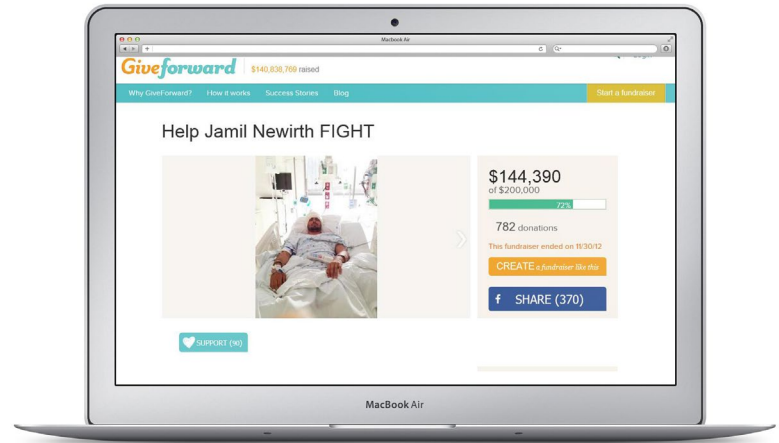 Macbook Air
Giveforward $140,838,769 raised
Why GiveForward? How it works Success Stories Blog Start a fundraiser
Help Jamil Newirth FIGHT
$144,390
of $200,000
72%
782 donations
This fundraiser ended on 11/30/12
CREATE a fundraiser like this
f SHARE (370)
SUPPORT (90)
MacBook Air